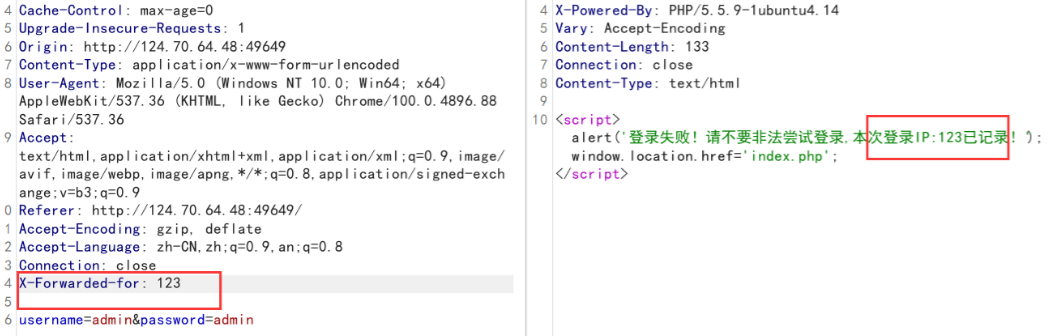 4 Cache-Control: max-age=0
5 Upgrade-Insecure-Requests: 1
6 Origin: http://124.70.64.48:49649
7 Content-Type: application/x-www-form-urlencoded
8 User-Agent: Mozilla/5.0 (Windows NT 10.0; Win64; x64)
AppleWebKit/537.36 (KHTML, like Gecko) Chrome/100.0.4896.88
Safari/537.36
9 Accept:
text/html,application/xhtml+xml,application/xml;q=0.9,image/
avif,image/webp,image/apng,*/*;q=0.8,application/signed-exch
ange;v=b3;q=0.9
0 Referer: http://124.70.64.48:49649/
1 Accept-Encoding: gzip, deflate
2 Accept-Language: zh-CN,zh;q=0.9,an;q=0.8
3 Connection: close
4 X-Forwarded-for: 123
5
6 username=admin&password=admin
4 X-Powered-By: PHP/5.5.9-1ubuntu4.14
5 Vary: Accept-Encoding
6 Content-Length: 133
7 Connection: close
8 Content-Type: text/html
9
10 <script>
alert('登录失败！请不要非法尝试登录,本次登录IP:123已记录！');
window.location.href='index.php';
</script>